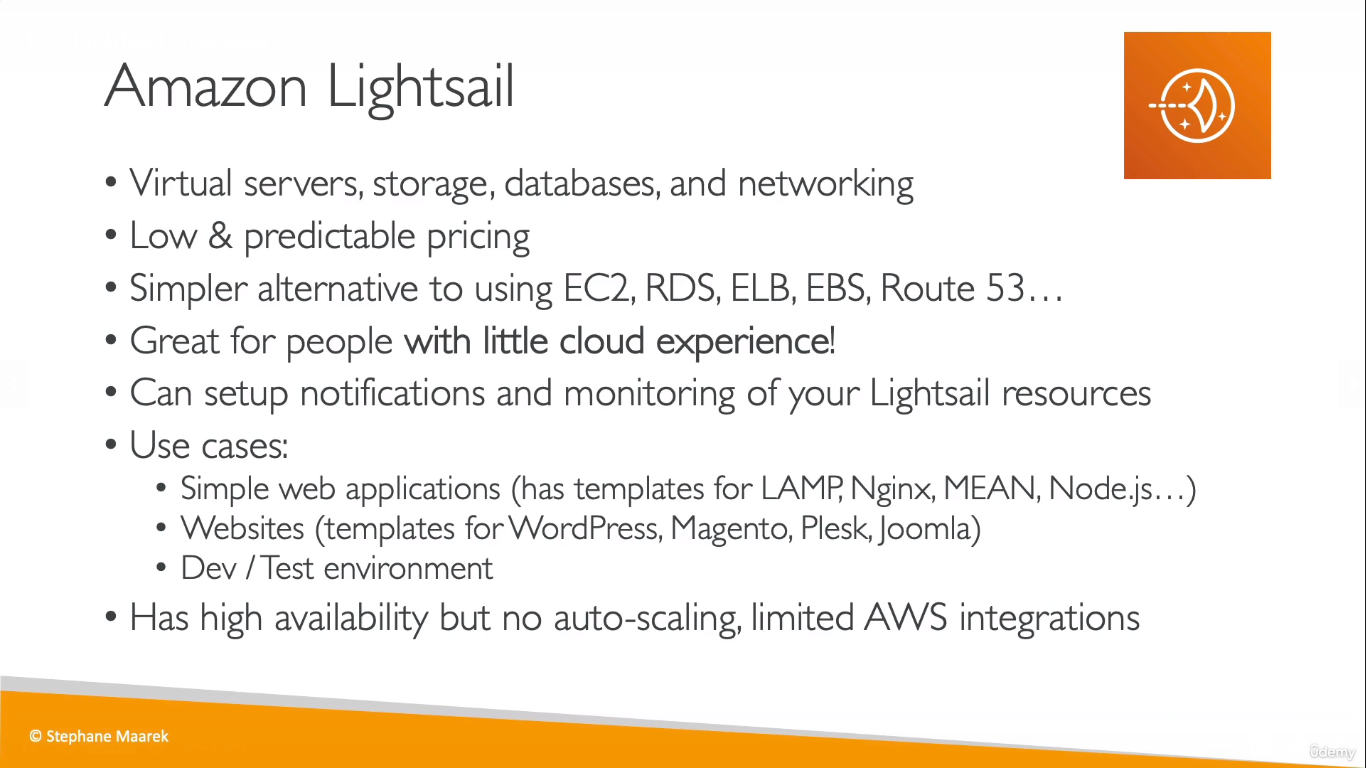 Amazon Lightsail
• Virtual servers, storage, databases, and networking
• Low & predictable pricing
• Simpler alternative to using EC2, RDS, ELB, EBS, Route 53…
• Great for people with little cloud experience!
• Can setup notifications and monitoring of your Lightsail resources
• Use cases:
• Simple web applications (has templates for LAMP, Nginx, MEAN, Node.js…)
• Websites (templates for WordPress, Magento, Plesk, Joomla)
• Dev / Test environment
• Has high availability but no auto-scaling, limited AWS integrations
© Stephane Maarek
ûdemy